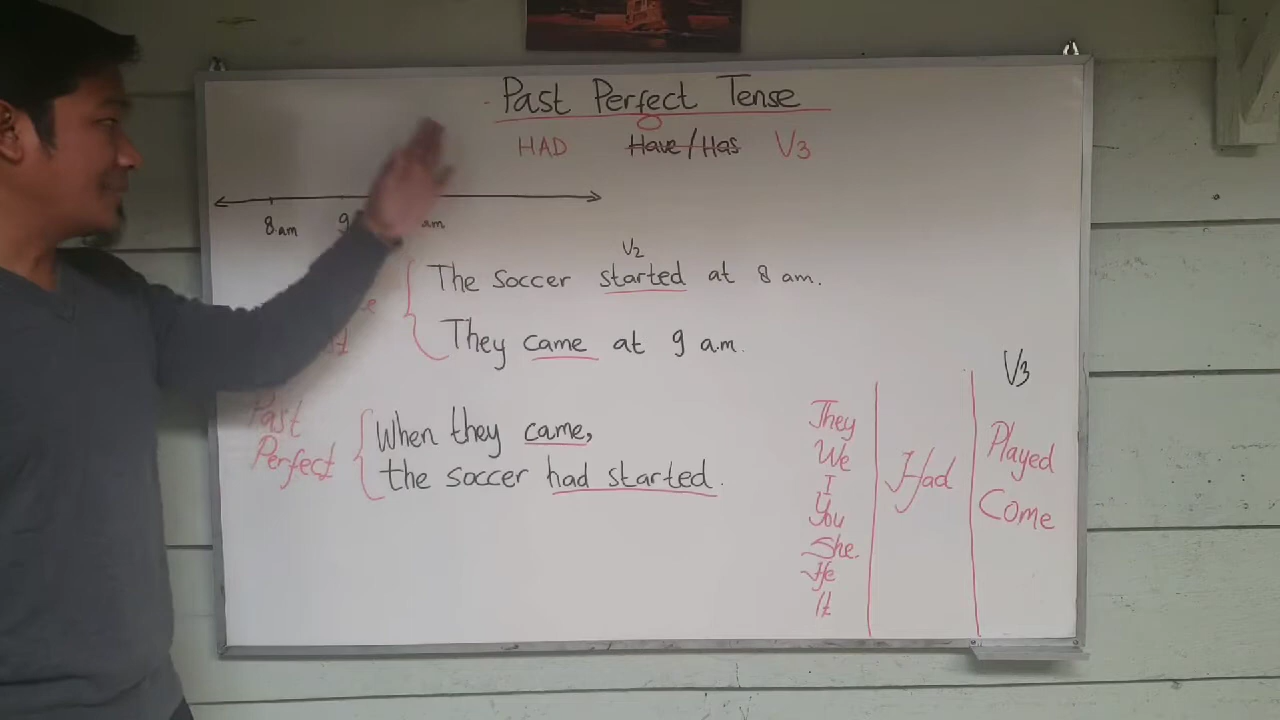 Past Perfect Tense
HAD Have/Has V3
8 am 9 am
V2
The soccer started at 8 am.
They came at 9 a.m.
Past
Perfect
When they came,
the soccer had started.
V3
They
We
I
You
She
He
It
Had
Played
Come